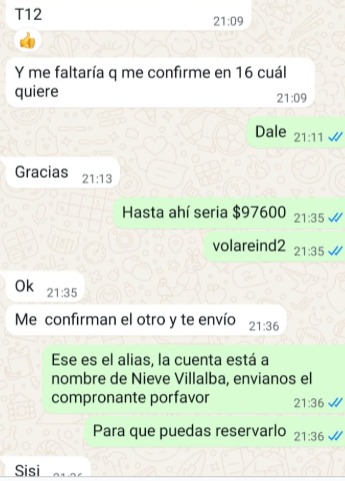 T12
21:09
Y me faltaría q me confirme en 16 cuál
quiere
21:09
Dale 21:11
Gracias 21:13
Hasta ahí seria $97600 21:35
volareind2 21:35
Ok 21:35
Me confirman el otro y te envío 21:36
Ese es el alias, la cuenta está a
nombre de Nieve Villalba, envianos el
compronante porfavor
21:36
Para que puedas reservarlo 21:36
Sisi